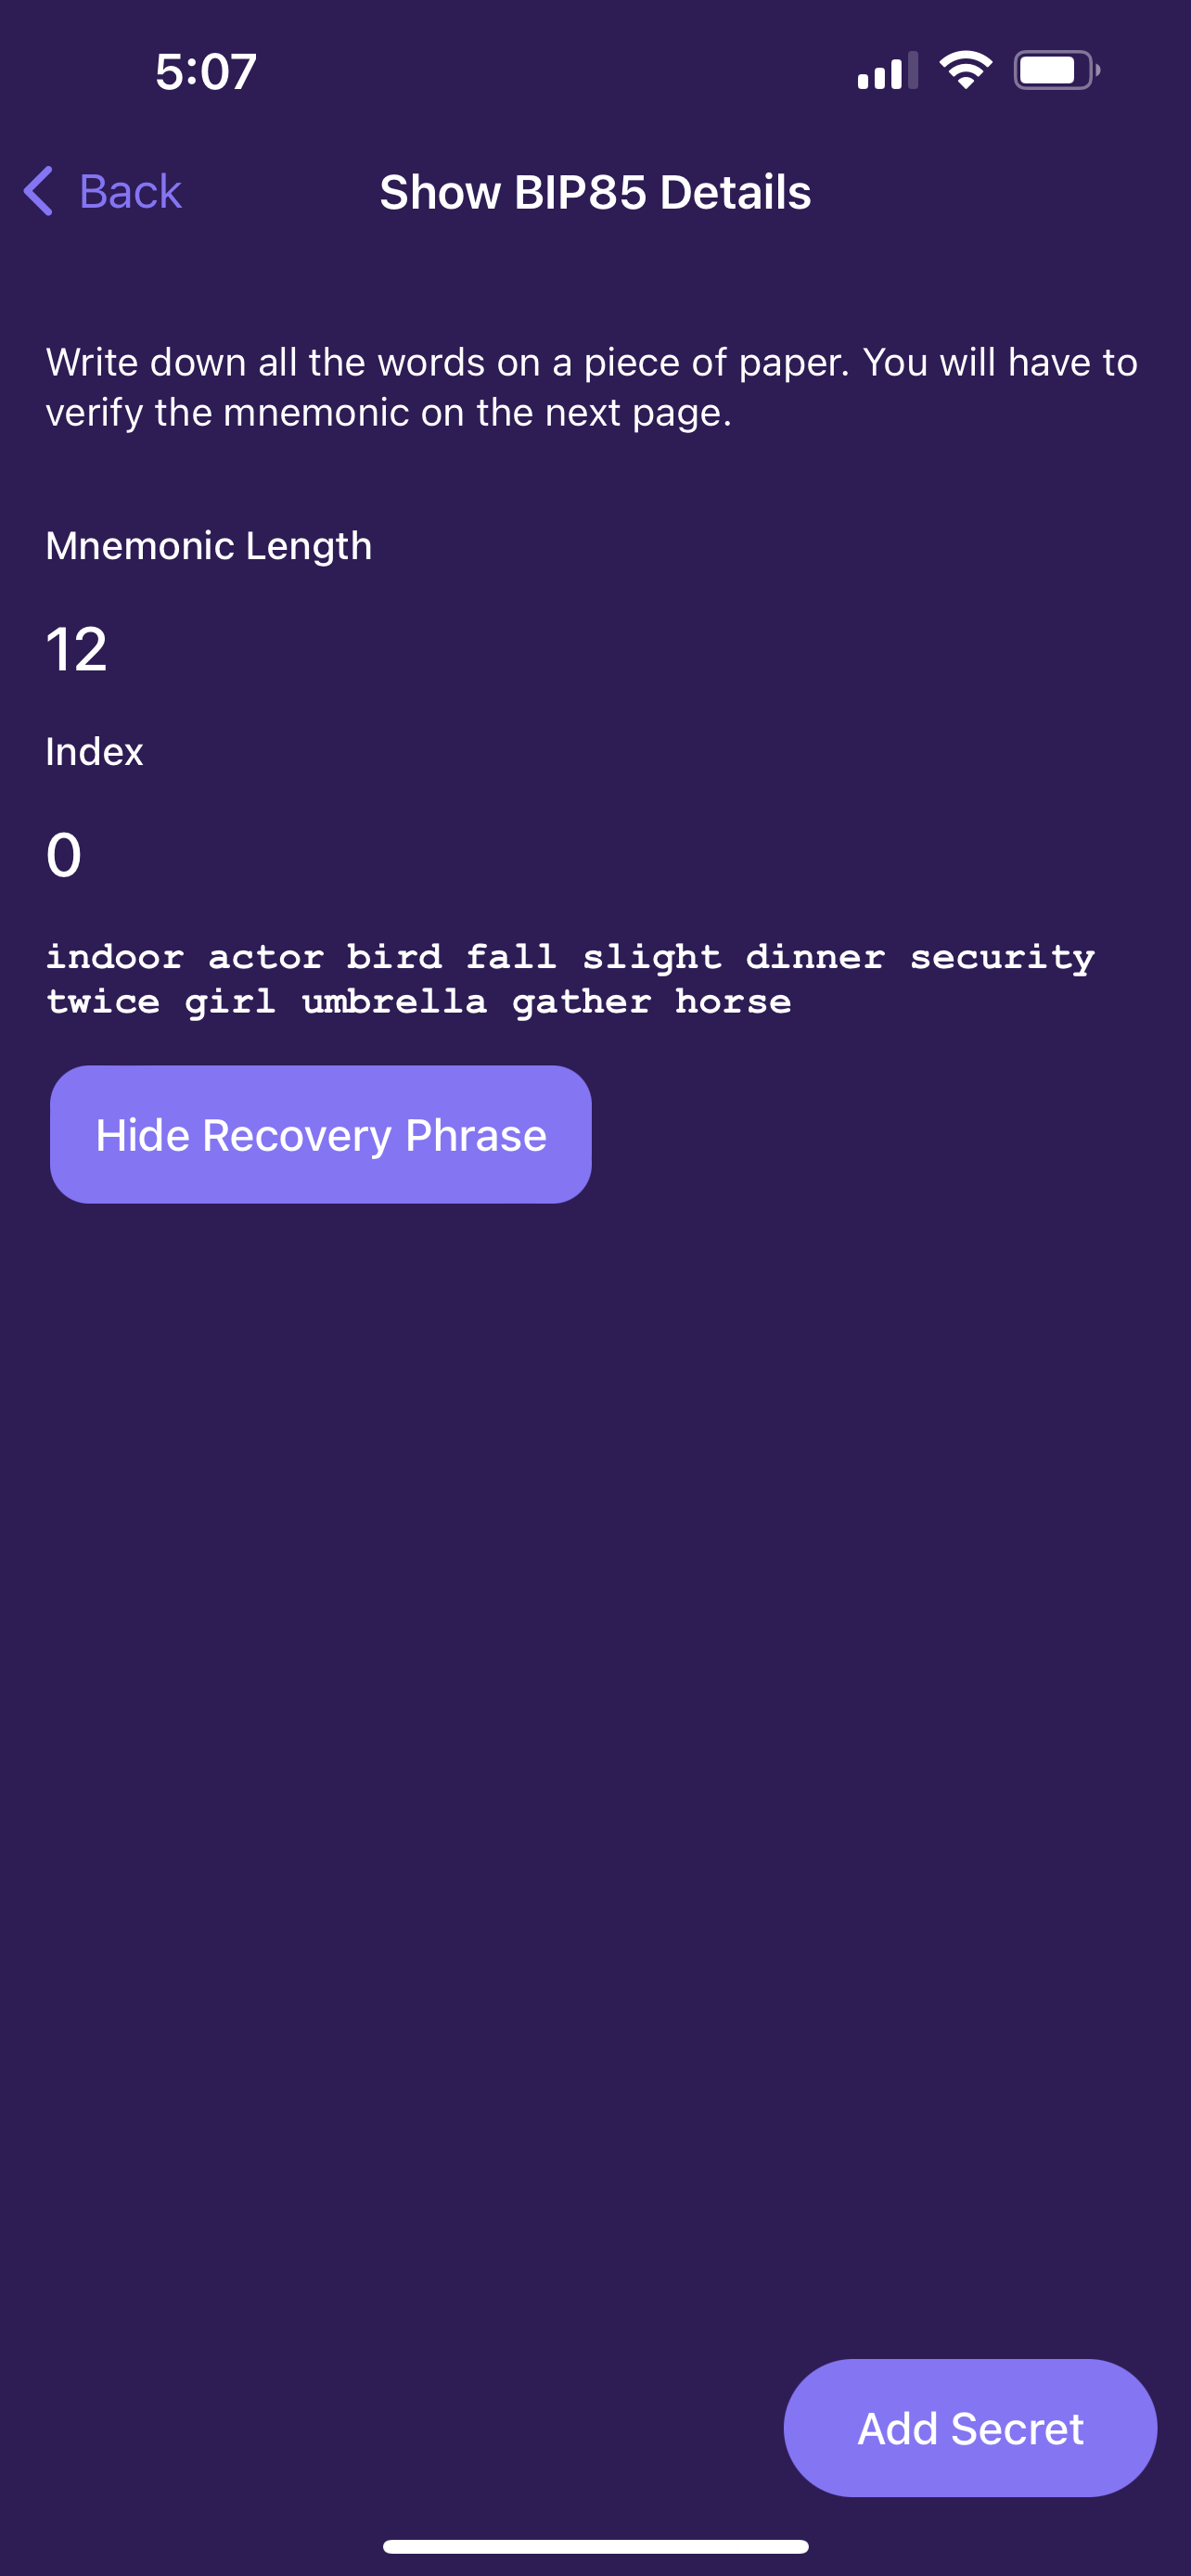 5:07
Back
Show BIP85 Details
Write down all the words on a piece of paper. You will have to
verify the mnemonic on the next page.
Mnemonic Length
12
Index
0
indoor actor bird fall slight dinner security
twice girl umbrella gather horse
Hide Recovery Phrase
Add Secret